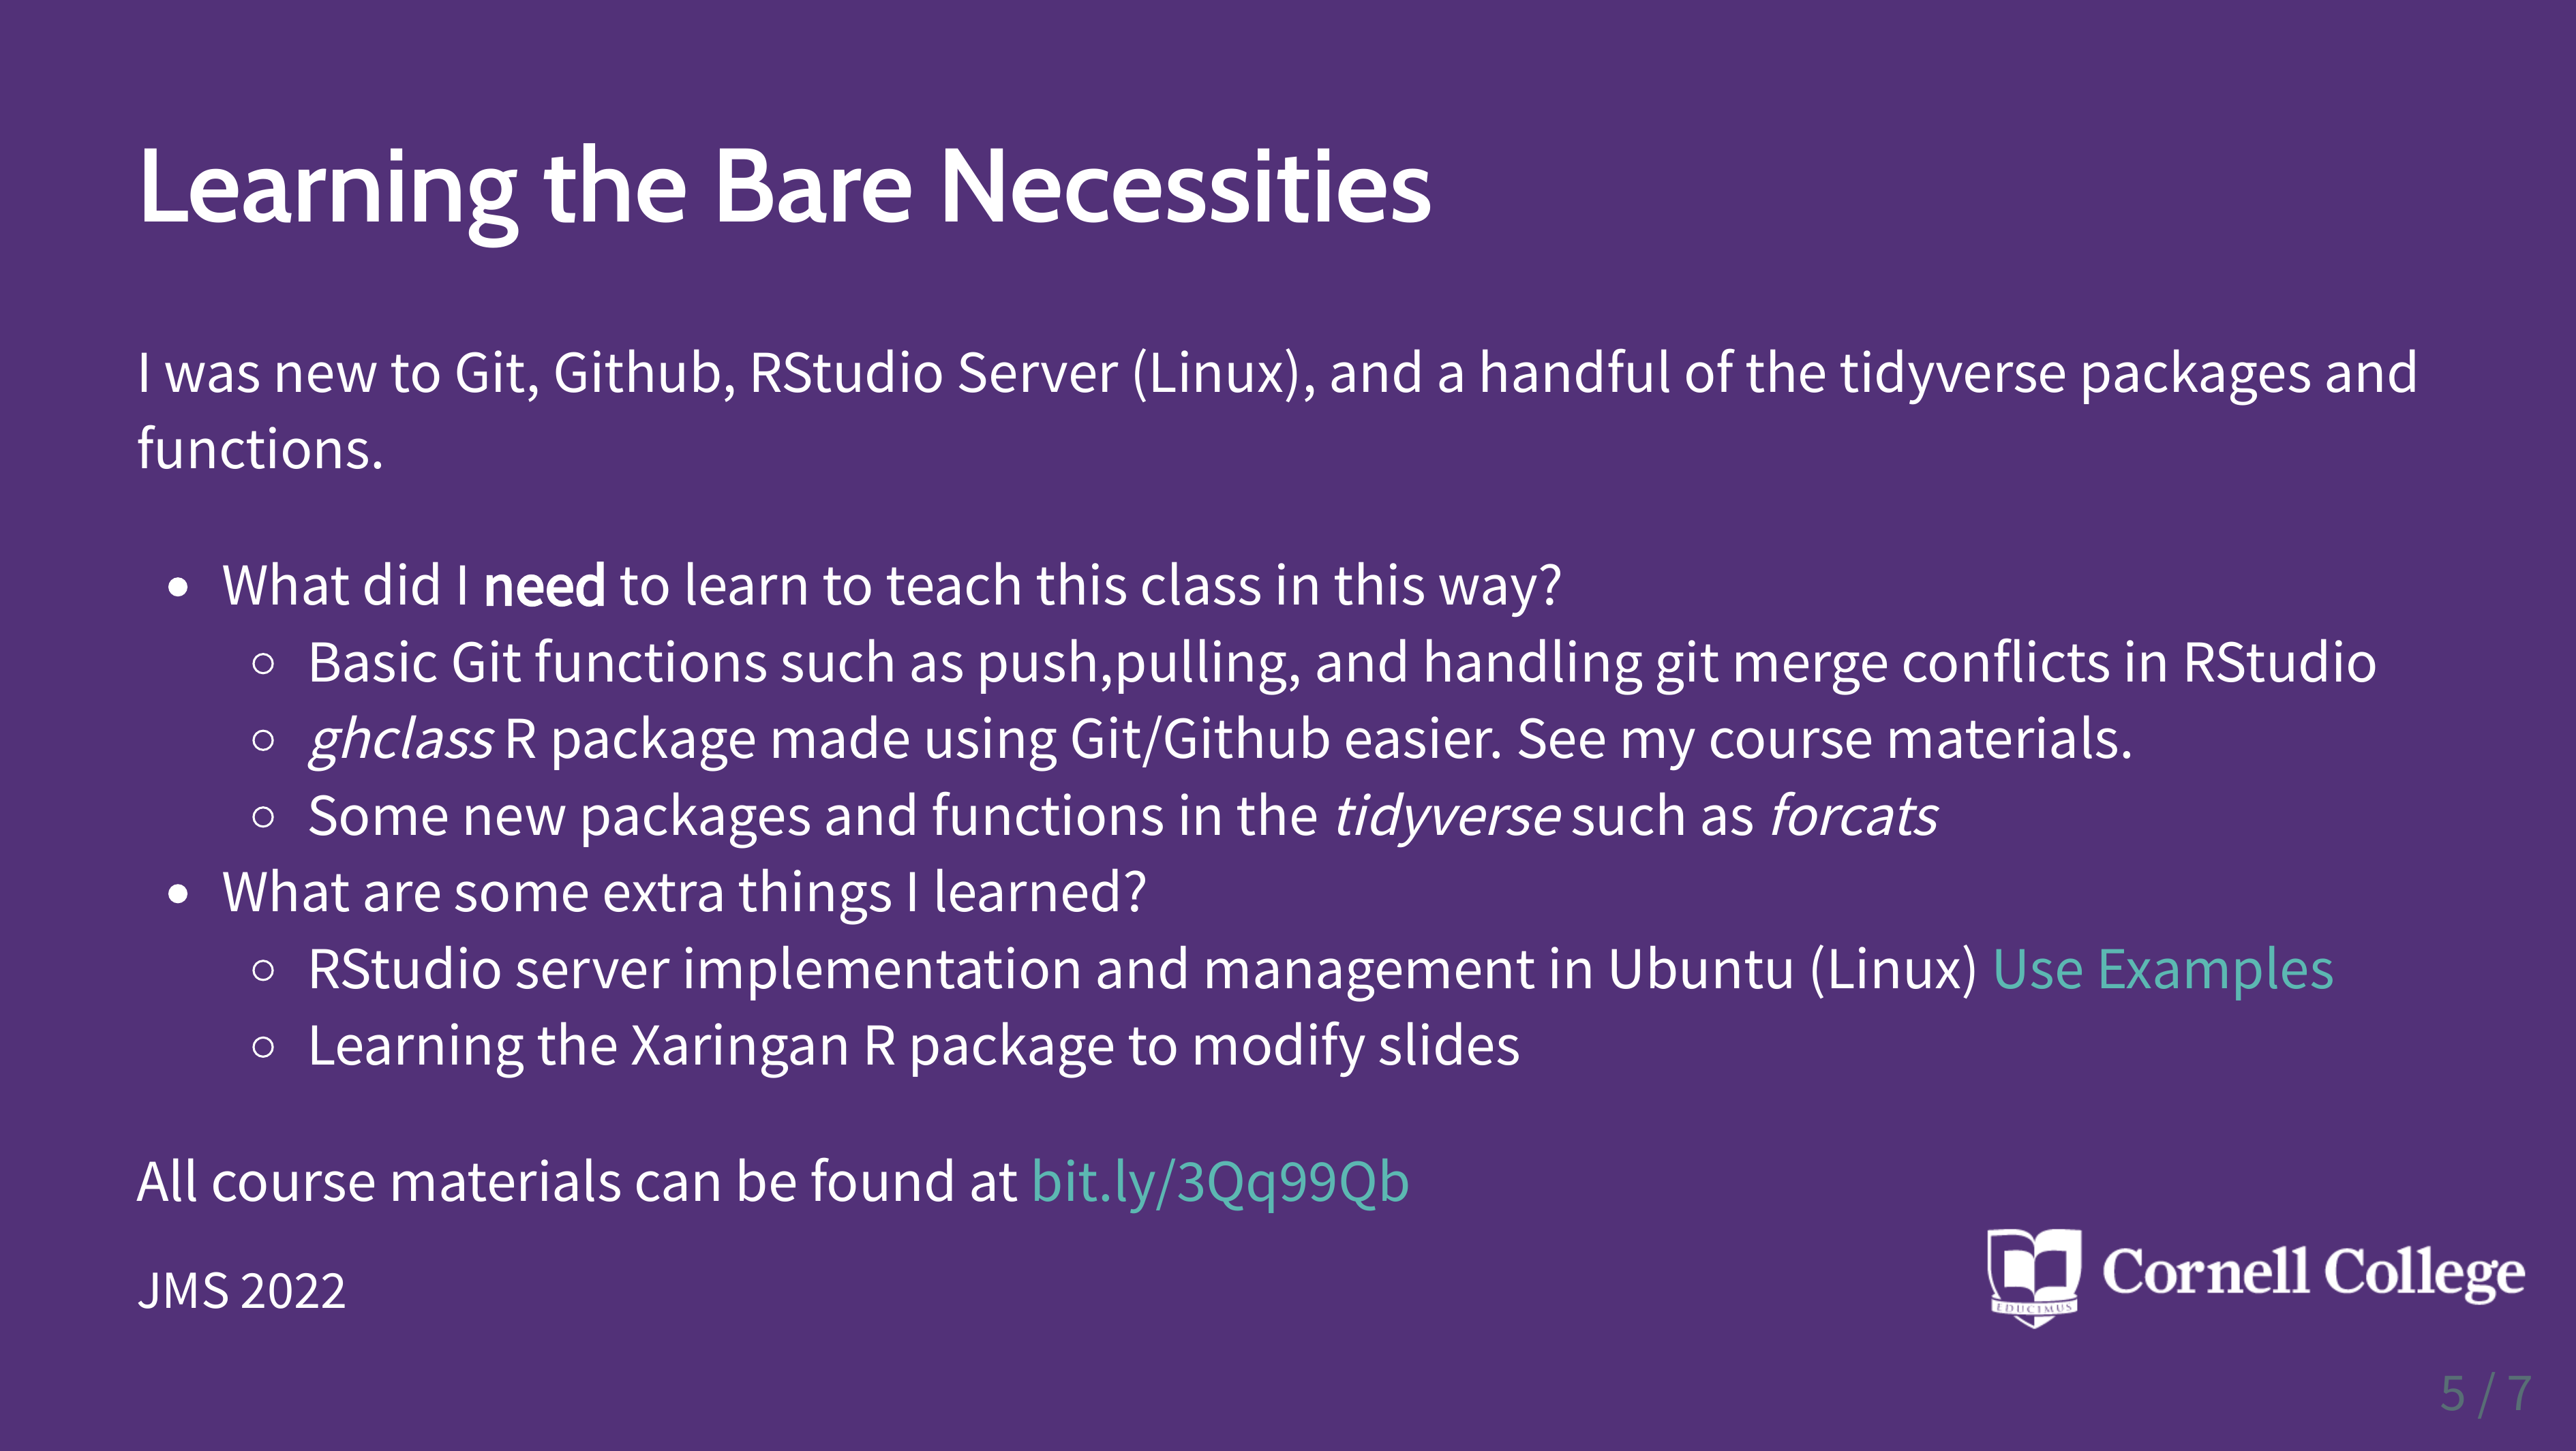 Learning the Bare Necessities
I was new to Git, Github, RStudio Server (Linux), and a handful of the tidyverse packages and
functions.
• What did I need to learn to teach this class in this way?
○ Basic Git functions such as push,pulling, and handling git merge conflicts in RStudio
○ ghclass R package made using Git/Github easier. See my course materials.
○ Some new packages and functions in the tidyverse such as forcats
• What are some extra things I learned?
○ RStudio server implementation and management in Ubuntu (Linux) Use Examples
○ Learning the Xaringan R package to modify slides
All course materials can be found at bit.ly/3Qq99Qb
JMS 2022
EDUCIMUS
Cornell College
5 / 7